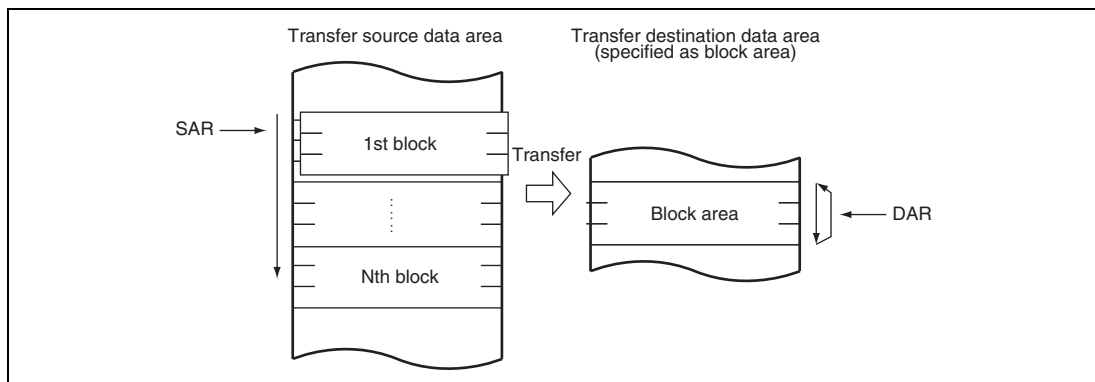 Transfer source data area
Transfer destination data area
(specified as block area)
SAR
1st block
Transfer
Block area
DAR
Nth block